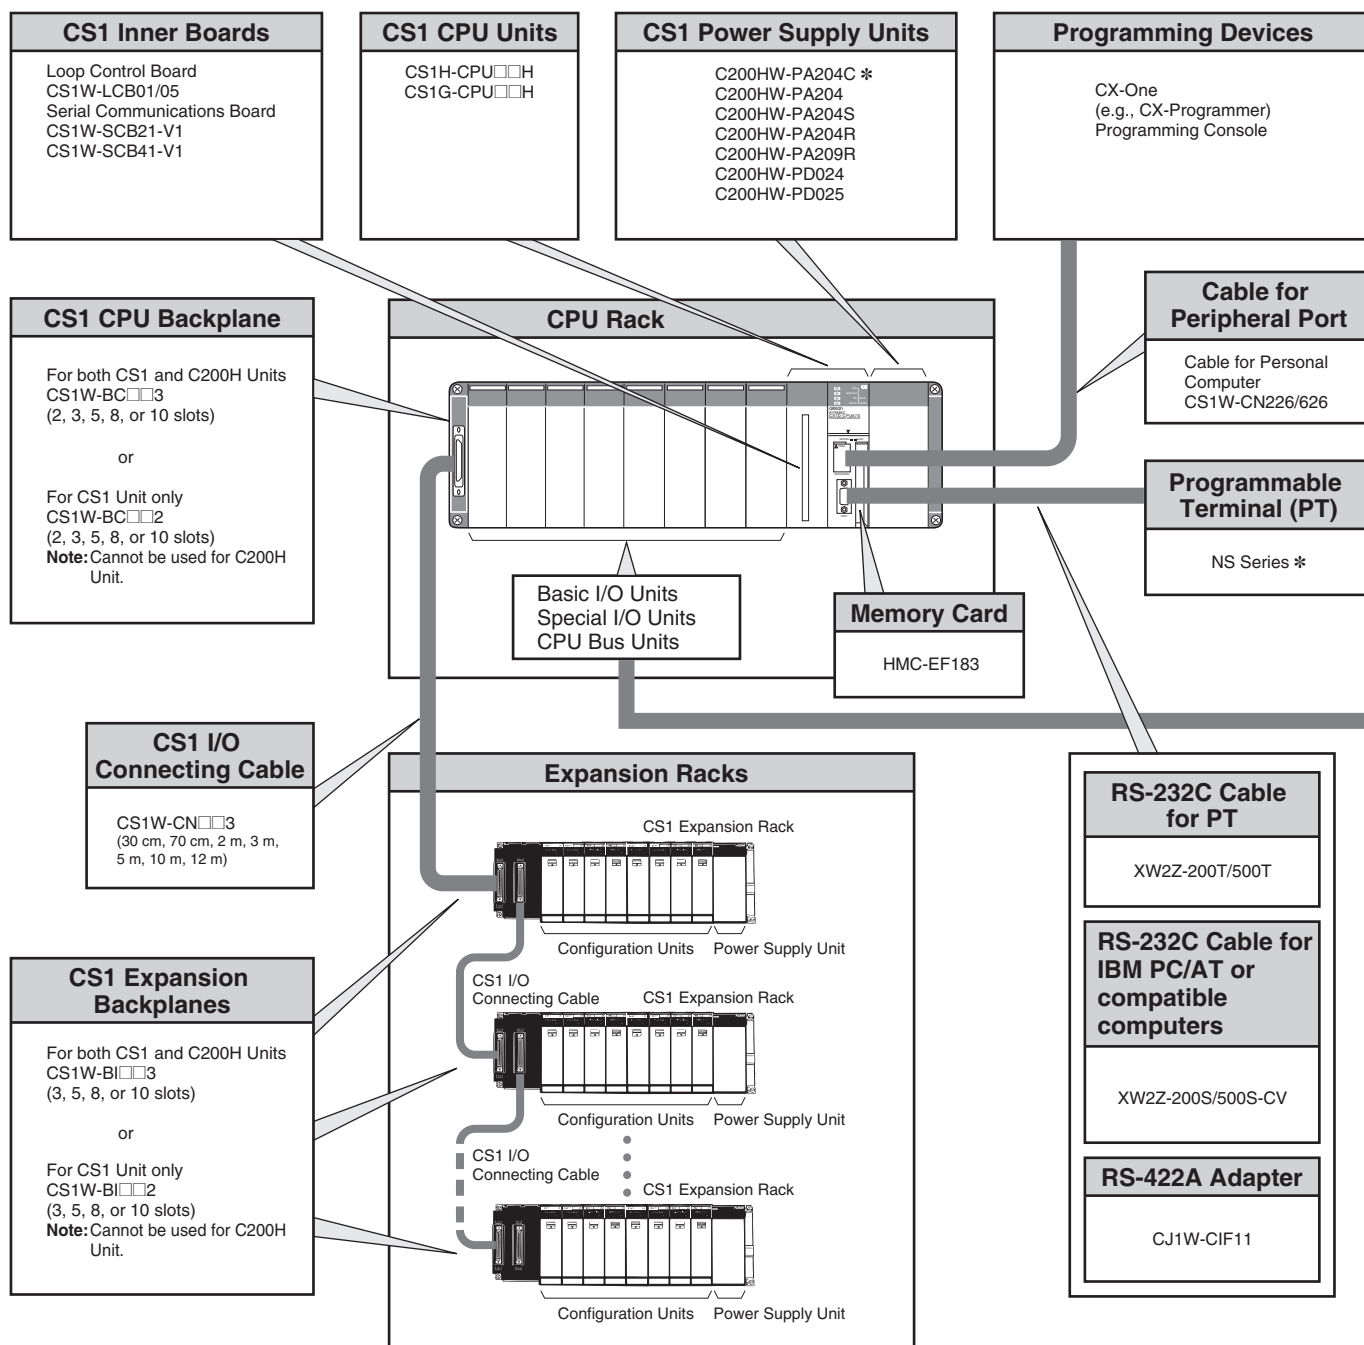 CS1 Inner Boards
Loop Control Board
CS1W-LCB01/05
Serial Communications Board
CS1W-SCB21-V1
CS1W-SCB41-V1
CS1 CPU Units
CS1H-CPU□□H
CS1G-CPU□□H
CS1 Power Supply Units
C200HW-PA204C ✻
C200HW-PA204
C200HW-PA204S
C200HW-PA204R
C200HW-PA209R
C200HW-PD024
C200HW-PD025
Programming Devices
CX-One
(e.g., CX-Programmer)
Programming Console
CS1 CPU Backplane
For both CS1 and C200H Units
CS1W-BC□□3
(2, 3, 5, 8, or 10 slots)
or
For CS1 Unit only
CS1W-BC□□2
(2, 3, 5, 8, or 10 slots)
Note: Cannot be used for C200H
Unit.
CPU Rack
Cable for
Peripheral Port
Cable for Personal
Computer
CS1W-CN226/626
Programmable
Terminal (PT)
NS Series ✻
Basic I/O Units
Special I/O Units
CPU Bus Units
Memory Card
HMC-EF183
CS1 I/O
Connecting Cable
CS1W-CN□□3
(30 cm, 70 cm, 2 m, 3 m,
5 m, 10 m, 12 m)
Expansion Racks
CS1 Expansion Rack
Configuration Units
Power Supply Unit
CS1 I/O
Connecting Cable
CS1 Expansion Rack
Configuration Units
Power Supply Unit
CS1 I/O
Connecting Cable
CS1 Expansion Rack
Configuration Units
Power Supply Unit
CS1 Expansion
Backplanes
For both CS1 and C200H Units
CS1W-BI□□3
(3, 5, 8, or 10 slots)
or
For CS1 Unit only
CS1W-BI□□2
(3, 5, 8, or 10 slots)
Note: Cannot be used for C200H
Unit.
RS-232C Cable
for PT
XW2Z-200T/500T
RS-232C Cable for
IBM PC/AT or
compatible
computers
XW2Z-200S/500S-CV
RS-422A Adapter
CJ1W-CIF11